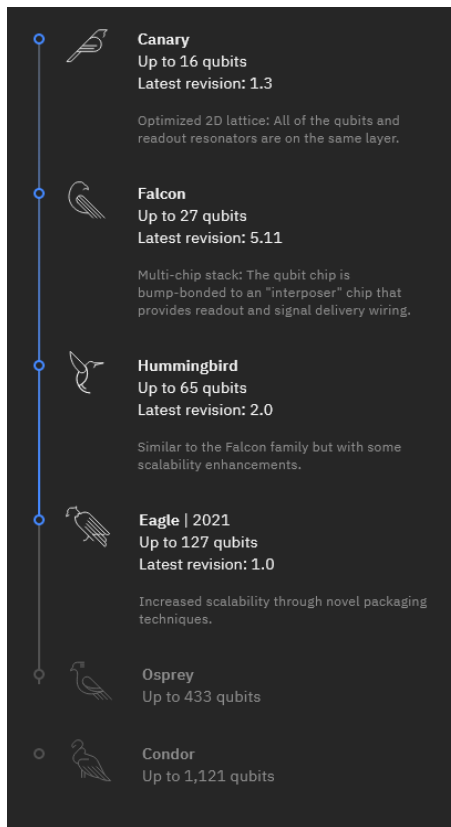 Canary
Up to 16 qubits
Latest revision: 1.3
Optimized 2D lattice: All of the qubits and
readout resonators are on the same layer.
Falcon
Up to 27 qubits
Latest revision: 5.11
Multi-chip stack: The qubit chip is
bump-bonded to an "interposer" chip that
provides readout and signal delivery wiring.
Hummingbird
Up to 65 qubits
Latest revision: 2.0
Similar to the Falcon family but with some
scalability enhancements.
Eagle | 2021
Up to 127 qubits
Latest revision: 1.0
Increased scalability through novel packaging
techniques.
Osprey
Up to 433 qubits
Condor
Up to 1,121 qubits